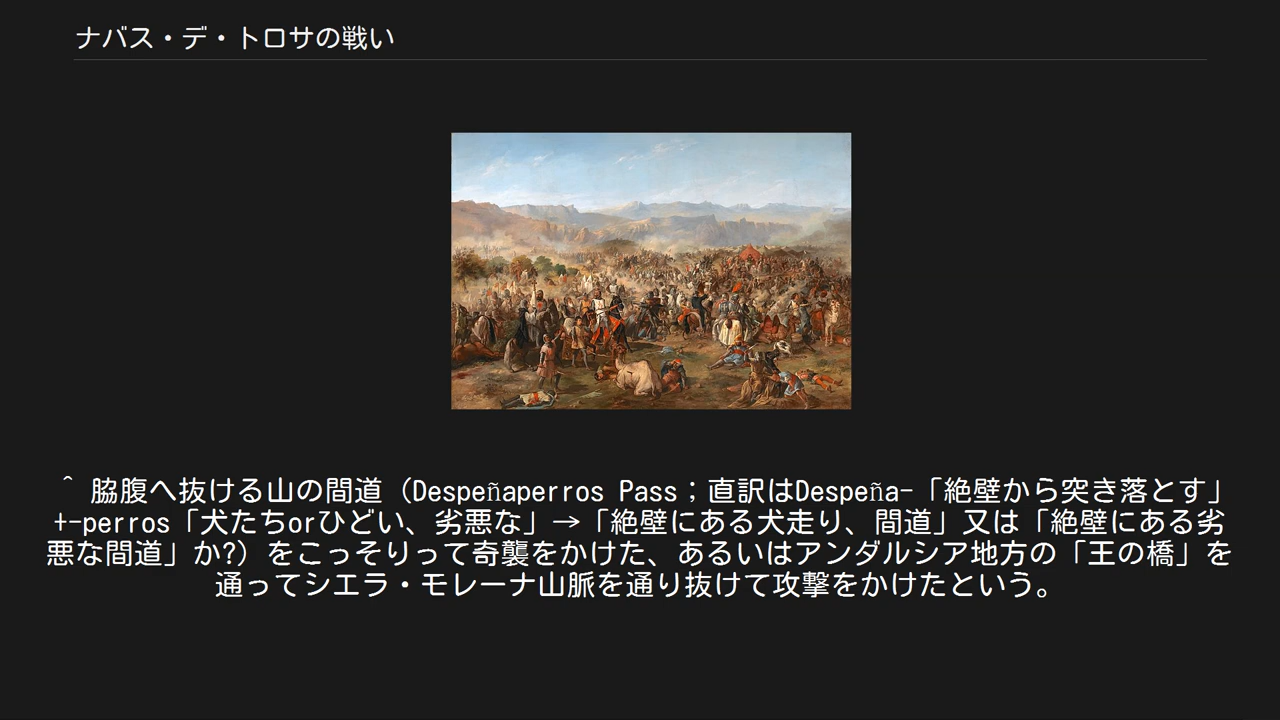 ナバス・デ・トロサの戦い
^ 脇腹へ抜ける山の間道（Despeñaperros Pass；直訳はDespeña-「絶壁から突き落とす」
+-perros「犬たちorひどい、劣悪な」→「絶壁にある犬走り、間道」又は「絶壁にある劣
悪な間道」か?）をこっそりって奇襲をかけた、あるいはアンダルシア地方の「王の橋」を
通ってシエラ・モレーナ山脈を通り抜けて攻撃をかけたという。